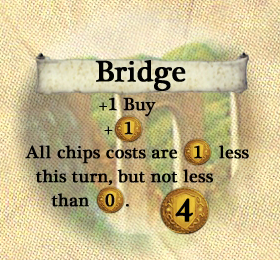 Bridge
+1 Buy
+ 1
All chips costs are 1 less
this turn, but not less
than 0 .
4